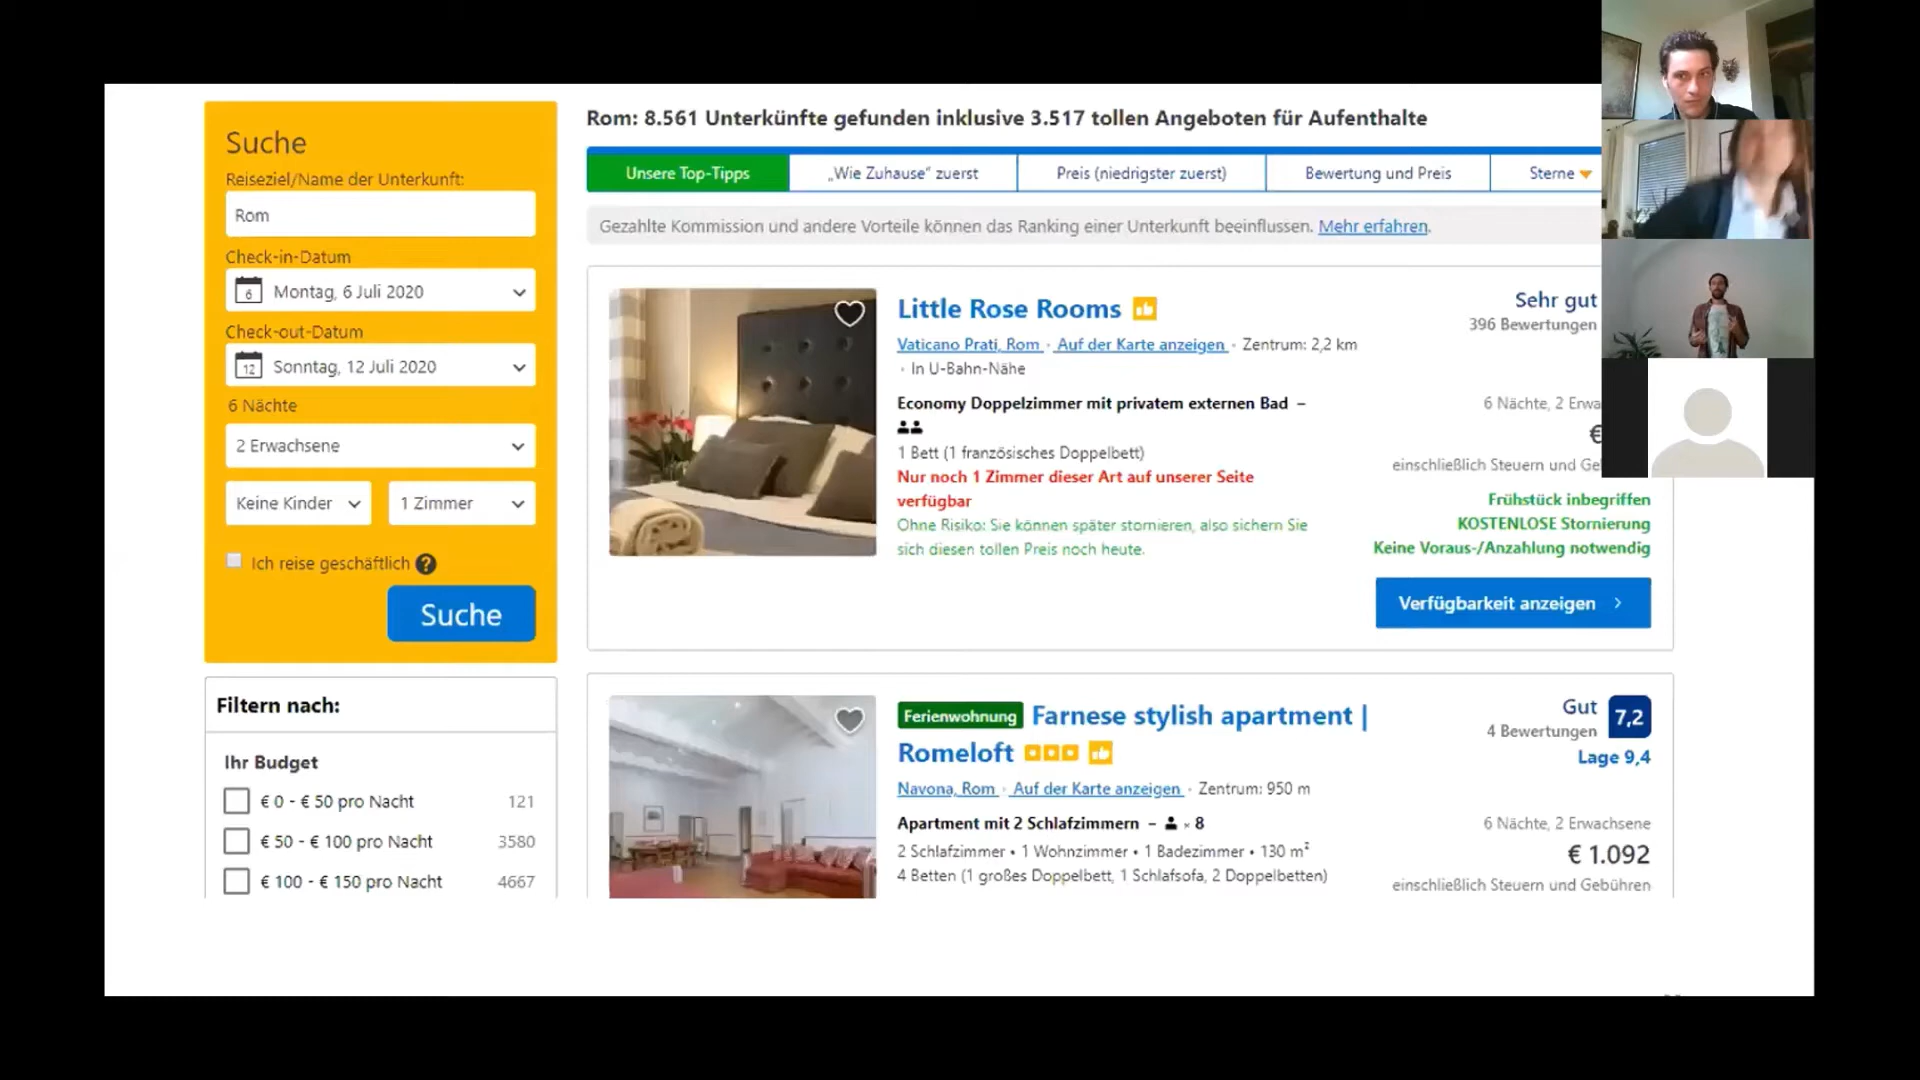 Suche
Reiseziel/Name der Unterkunft:
Rom
Check-in-Datum
6
Montag, 6 Juli 2020
Check-out-Datum
12
Sonntag, 12 Juli 2020
6 Nächte
2 Erwachsene
Keine Kinder
1 Zimmer
Ich reise geschäftlich ?
Suche
Filtern nach:
Ihr Budget
€ 0 - € 50 pro Nacht 121
€ 50 - € 100 pro Nacht 3580
€ 100 - € 150 pro Nacht 4667
Rom: 8.561 Unterkünfte gefunden inklusive 3.517 tollen Angeboten für Aufenthalte
Unsere Top-Tipps
„Wie Zuhause“ zuerst
Preis (niedrigster zuerst)
Bewertung und Preis
Sterne
Gezahlte Kommission und andere Vorteile können das Ranking einer Unterkunft beeinflussen. Mehr erfahren.
Little Rose Rooms
Vaticano Prati, Rom · Auf der Karte anzeigen · Zentrum: 2,2 km
· In U-Bahn-Nähe
Economy Doppelzimmer mit privatem externen Bad –
1 Bett (1 französisches Doppelbett)
Nur noch 1 Zimmer dieser Art auf unserer Seite
verfügbar
Ohne Risiko: Sie können später stornieren, also sichern Sie
sich diesen tollen Preis noch heute.
Sehr gut
396 Bewertungen
6 Nächte, 2 Erwa
€
einschließlich Steuern und Ge
Frühstück inbegriffen
KOSTENLOSE Stornierung
Keine Voraus-/Anzahlung notwendig
Verfügbarkeit anzeigen
Ferienwohnung Farnese stylish apartment |
Romeloft
Navona, Rom · Auf der Karte anzeigen · Zentrum: 950 m
Apartment mit 2 Schlafzimmern – × 8
2 Schlafzimmer • 1 Wohnzimmer • 1 Badezimmer • 130 m²
4 Betten (1 großes Doppelbett, 1 Schlafsofa, 2 Doppelbetten)
Gut
7,2
4 Bewertungen
Lage 9,4
6 Nächte, 2 Erwachsene
€ 1.092
einschließlich Steuern und Gebühren